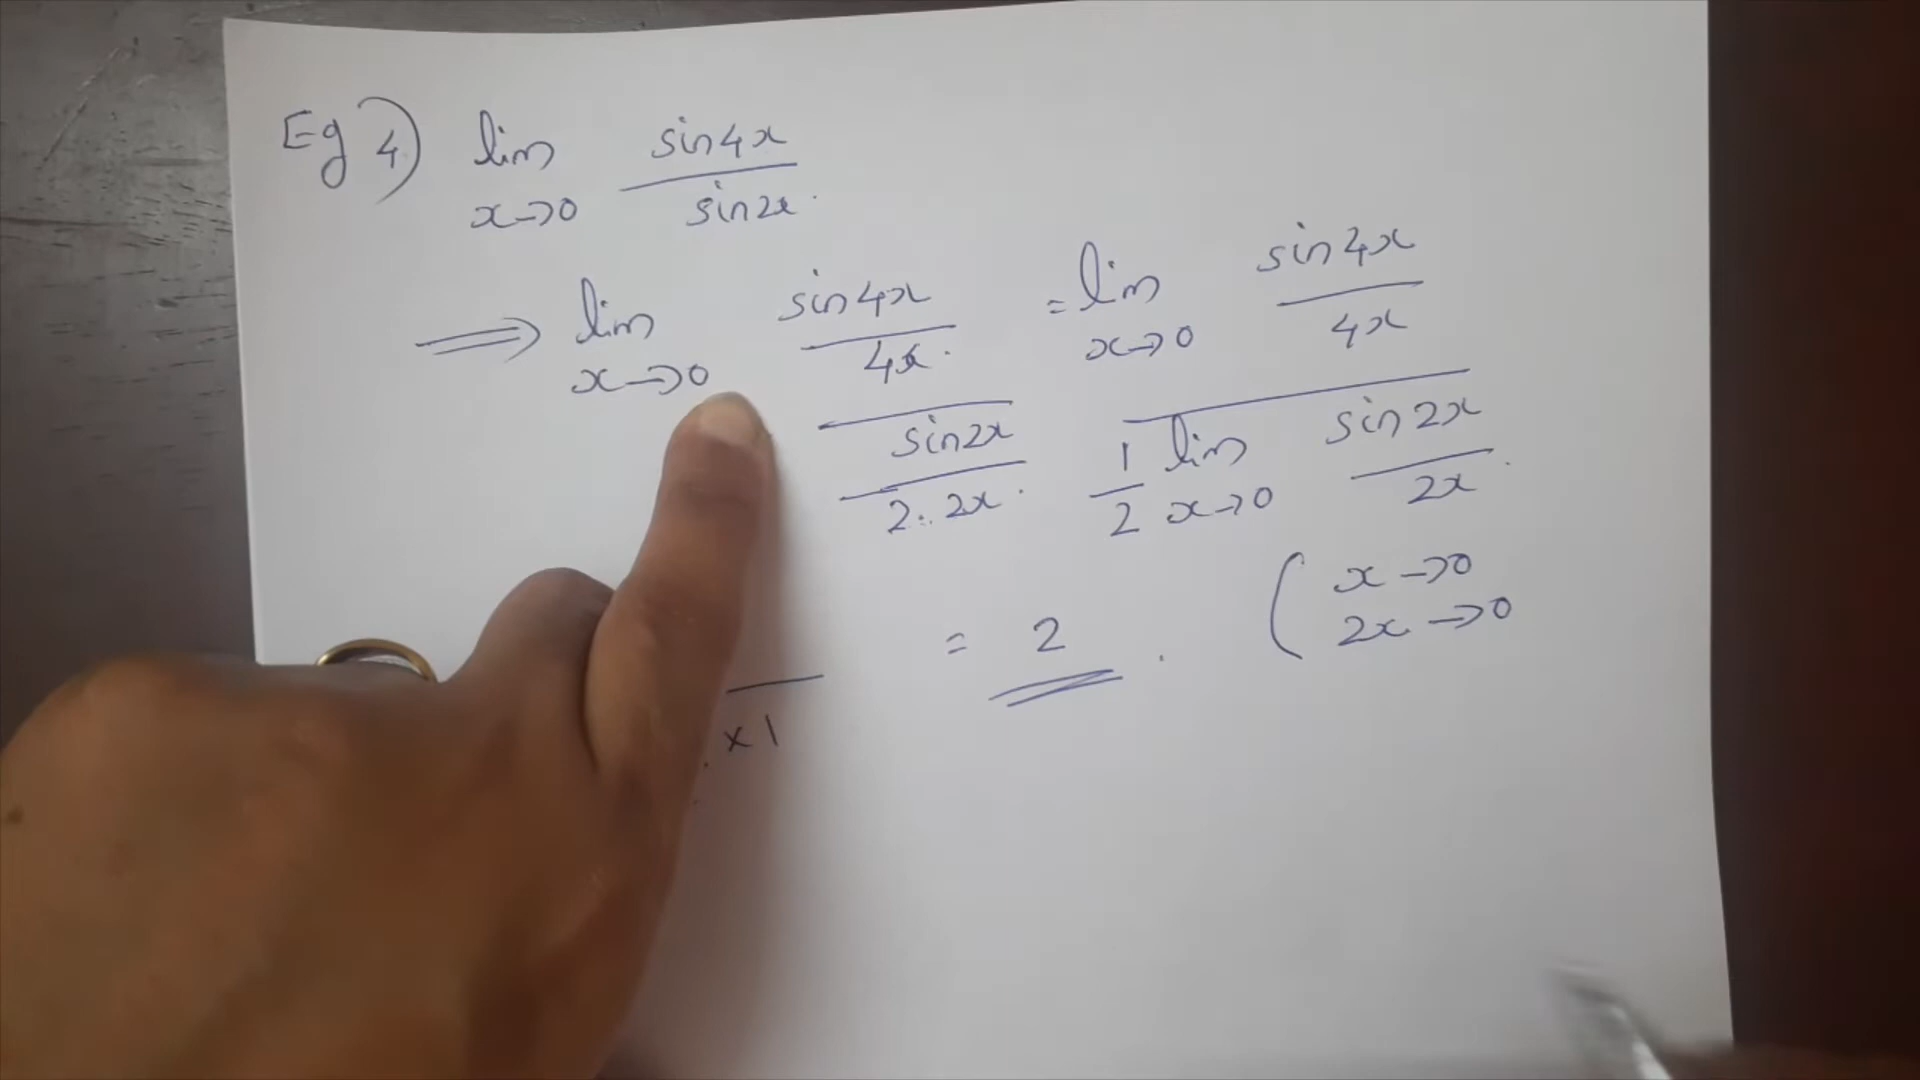 Eg 4) lim sin4x
x→0 sin2x.
⟹ lim sin4x = lim sin4x
x→0 4x. x→0 4x
sin2x 1 lim sin2x
2. 2x. 2 x→0 2x.
( x→0
= 2. 2x→0
x 1